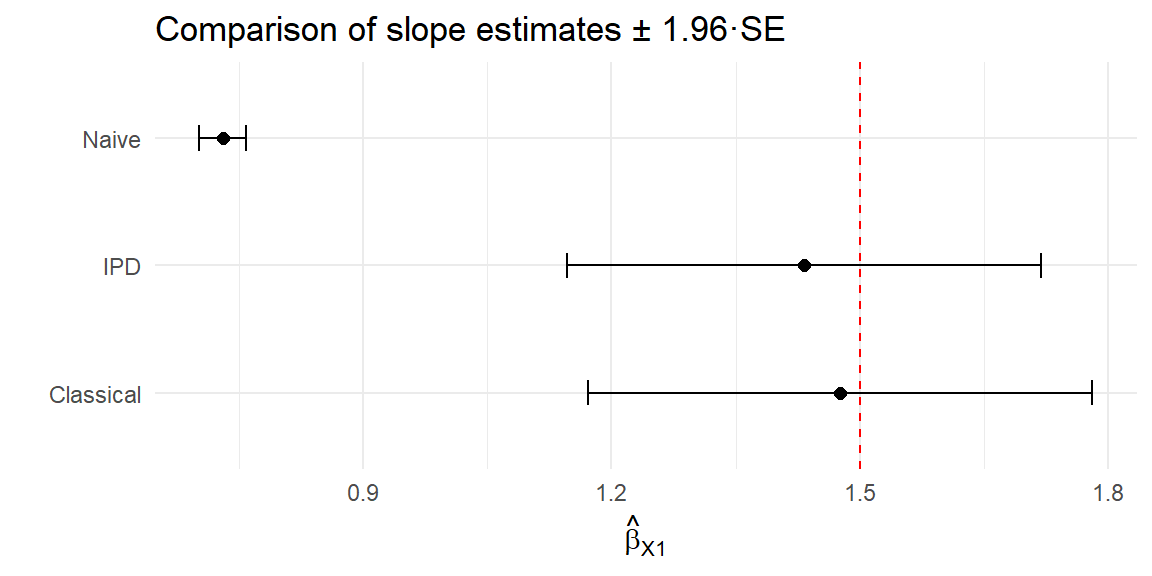 Comparison of slope estimates ± 1.96·SE
Naive
IPD
Classical
0.9 1.2 1.5 1.8
β̂X1